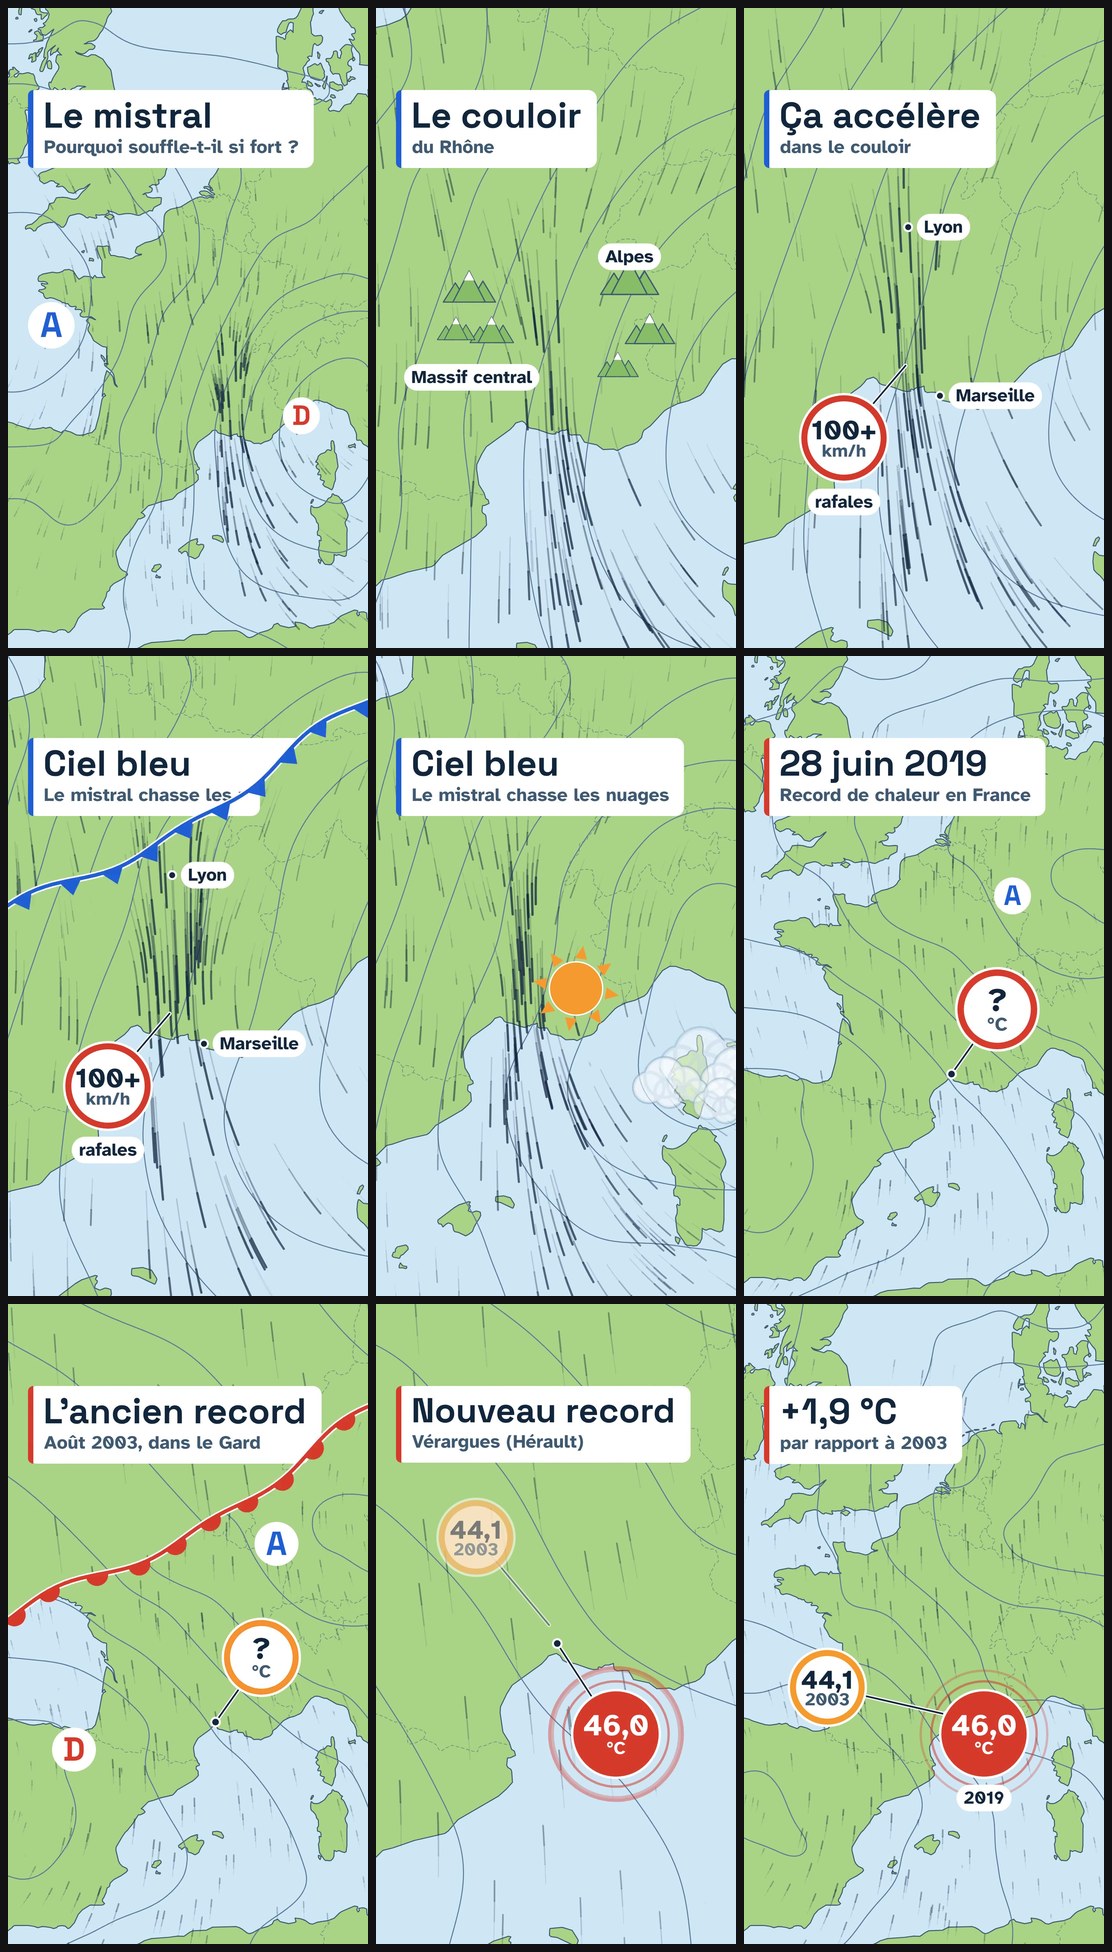 Le mistral
Pourquoi souffle-t-il si fort ?
A
D
Le couloir
du Rhône
Alpes
Massif central
Ça accélère
dans le couloir
Lyon
Marseille
100+
km/h
rafales
Ciel bleu
Le mistral chasse les
Lyon
Marseille
100+
km/h
rafales
Ciel bleu
Le mistral chasse les nuages
28 juin 2019
Record de chaleur en France
A
?
°C
L'ancien record
Août 2003, dans le Gard
A
?
°C
D
Nouveau record
Vérargues (Hérault)
44,1
2003
46,0
°C
+1,9 °C
par rapport à 2003
44,1
2003
46,0
°C
2019